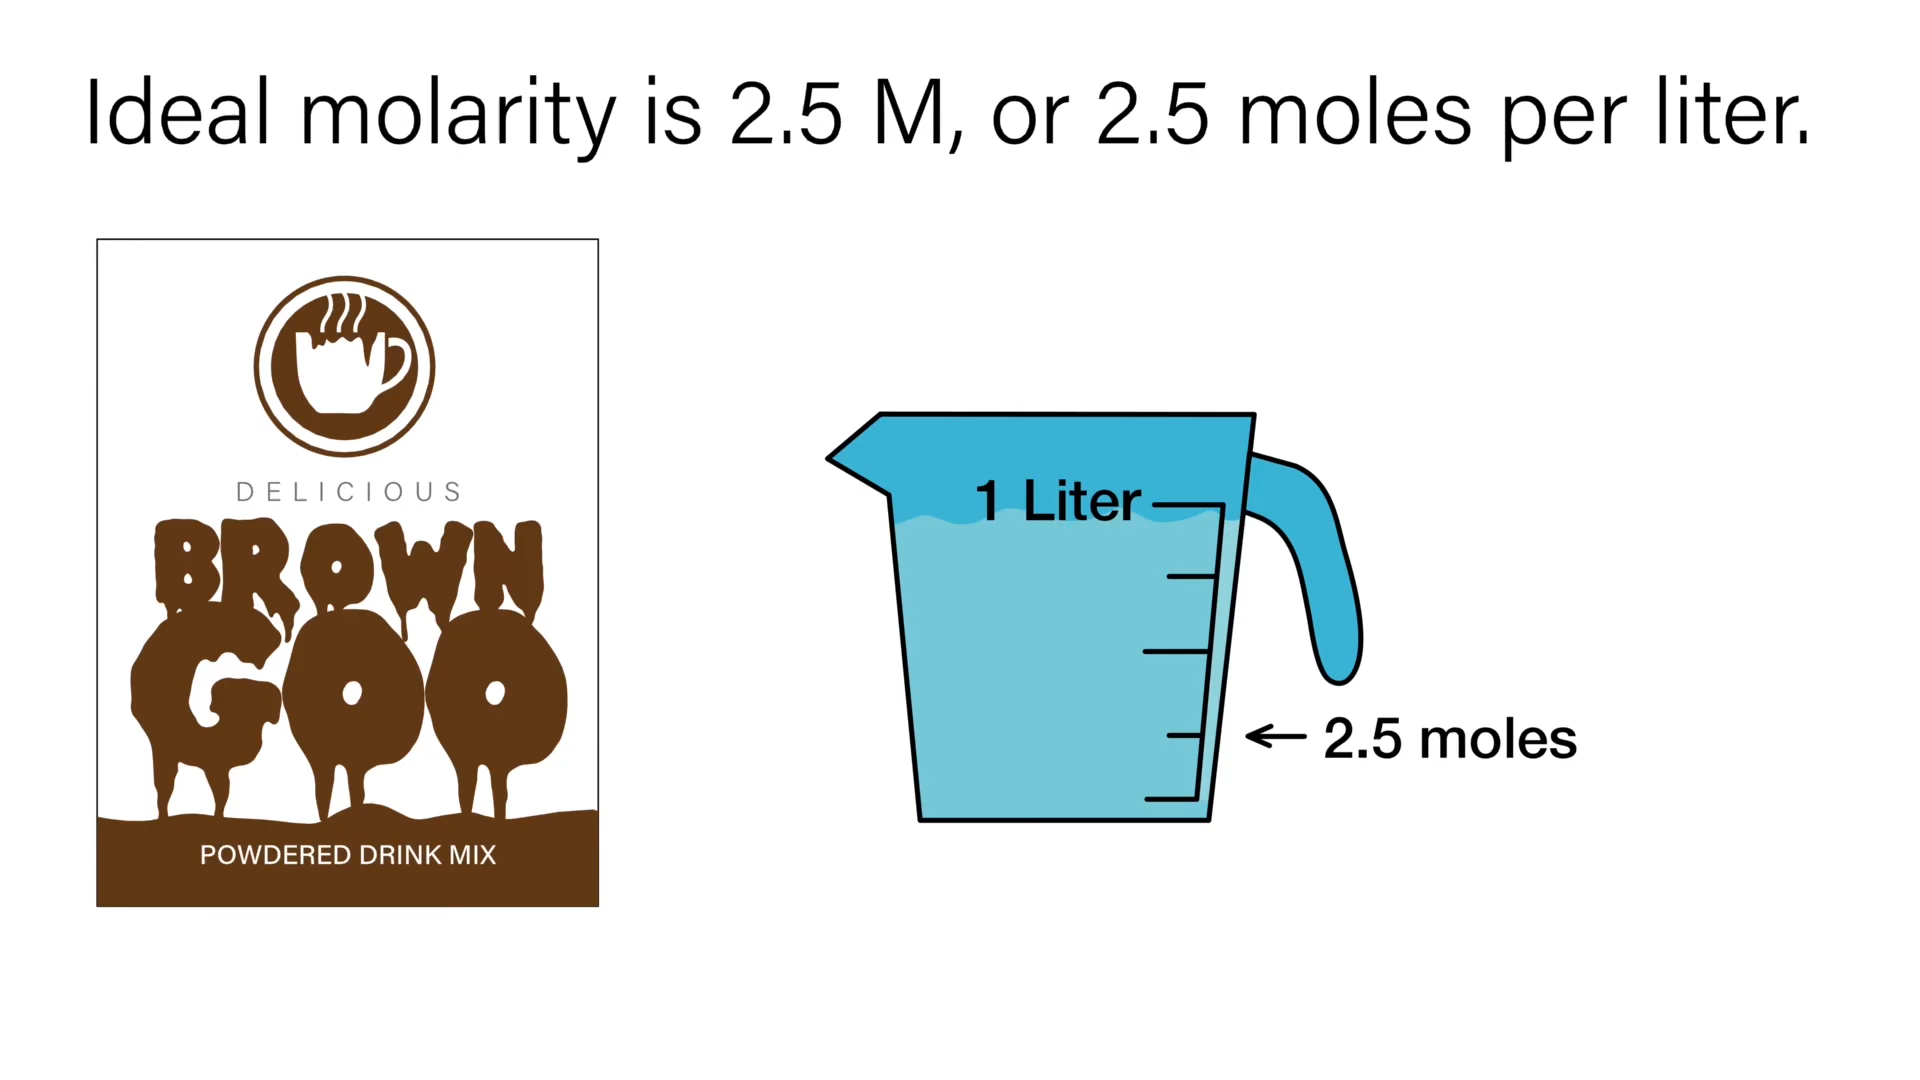 Ideal molarity is 2.5 M, or 2.5 moles per liter.
DELICIOUS
BROWN
GOO
POWDERED DRINK MIX
1 Liter
2.5 moles